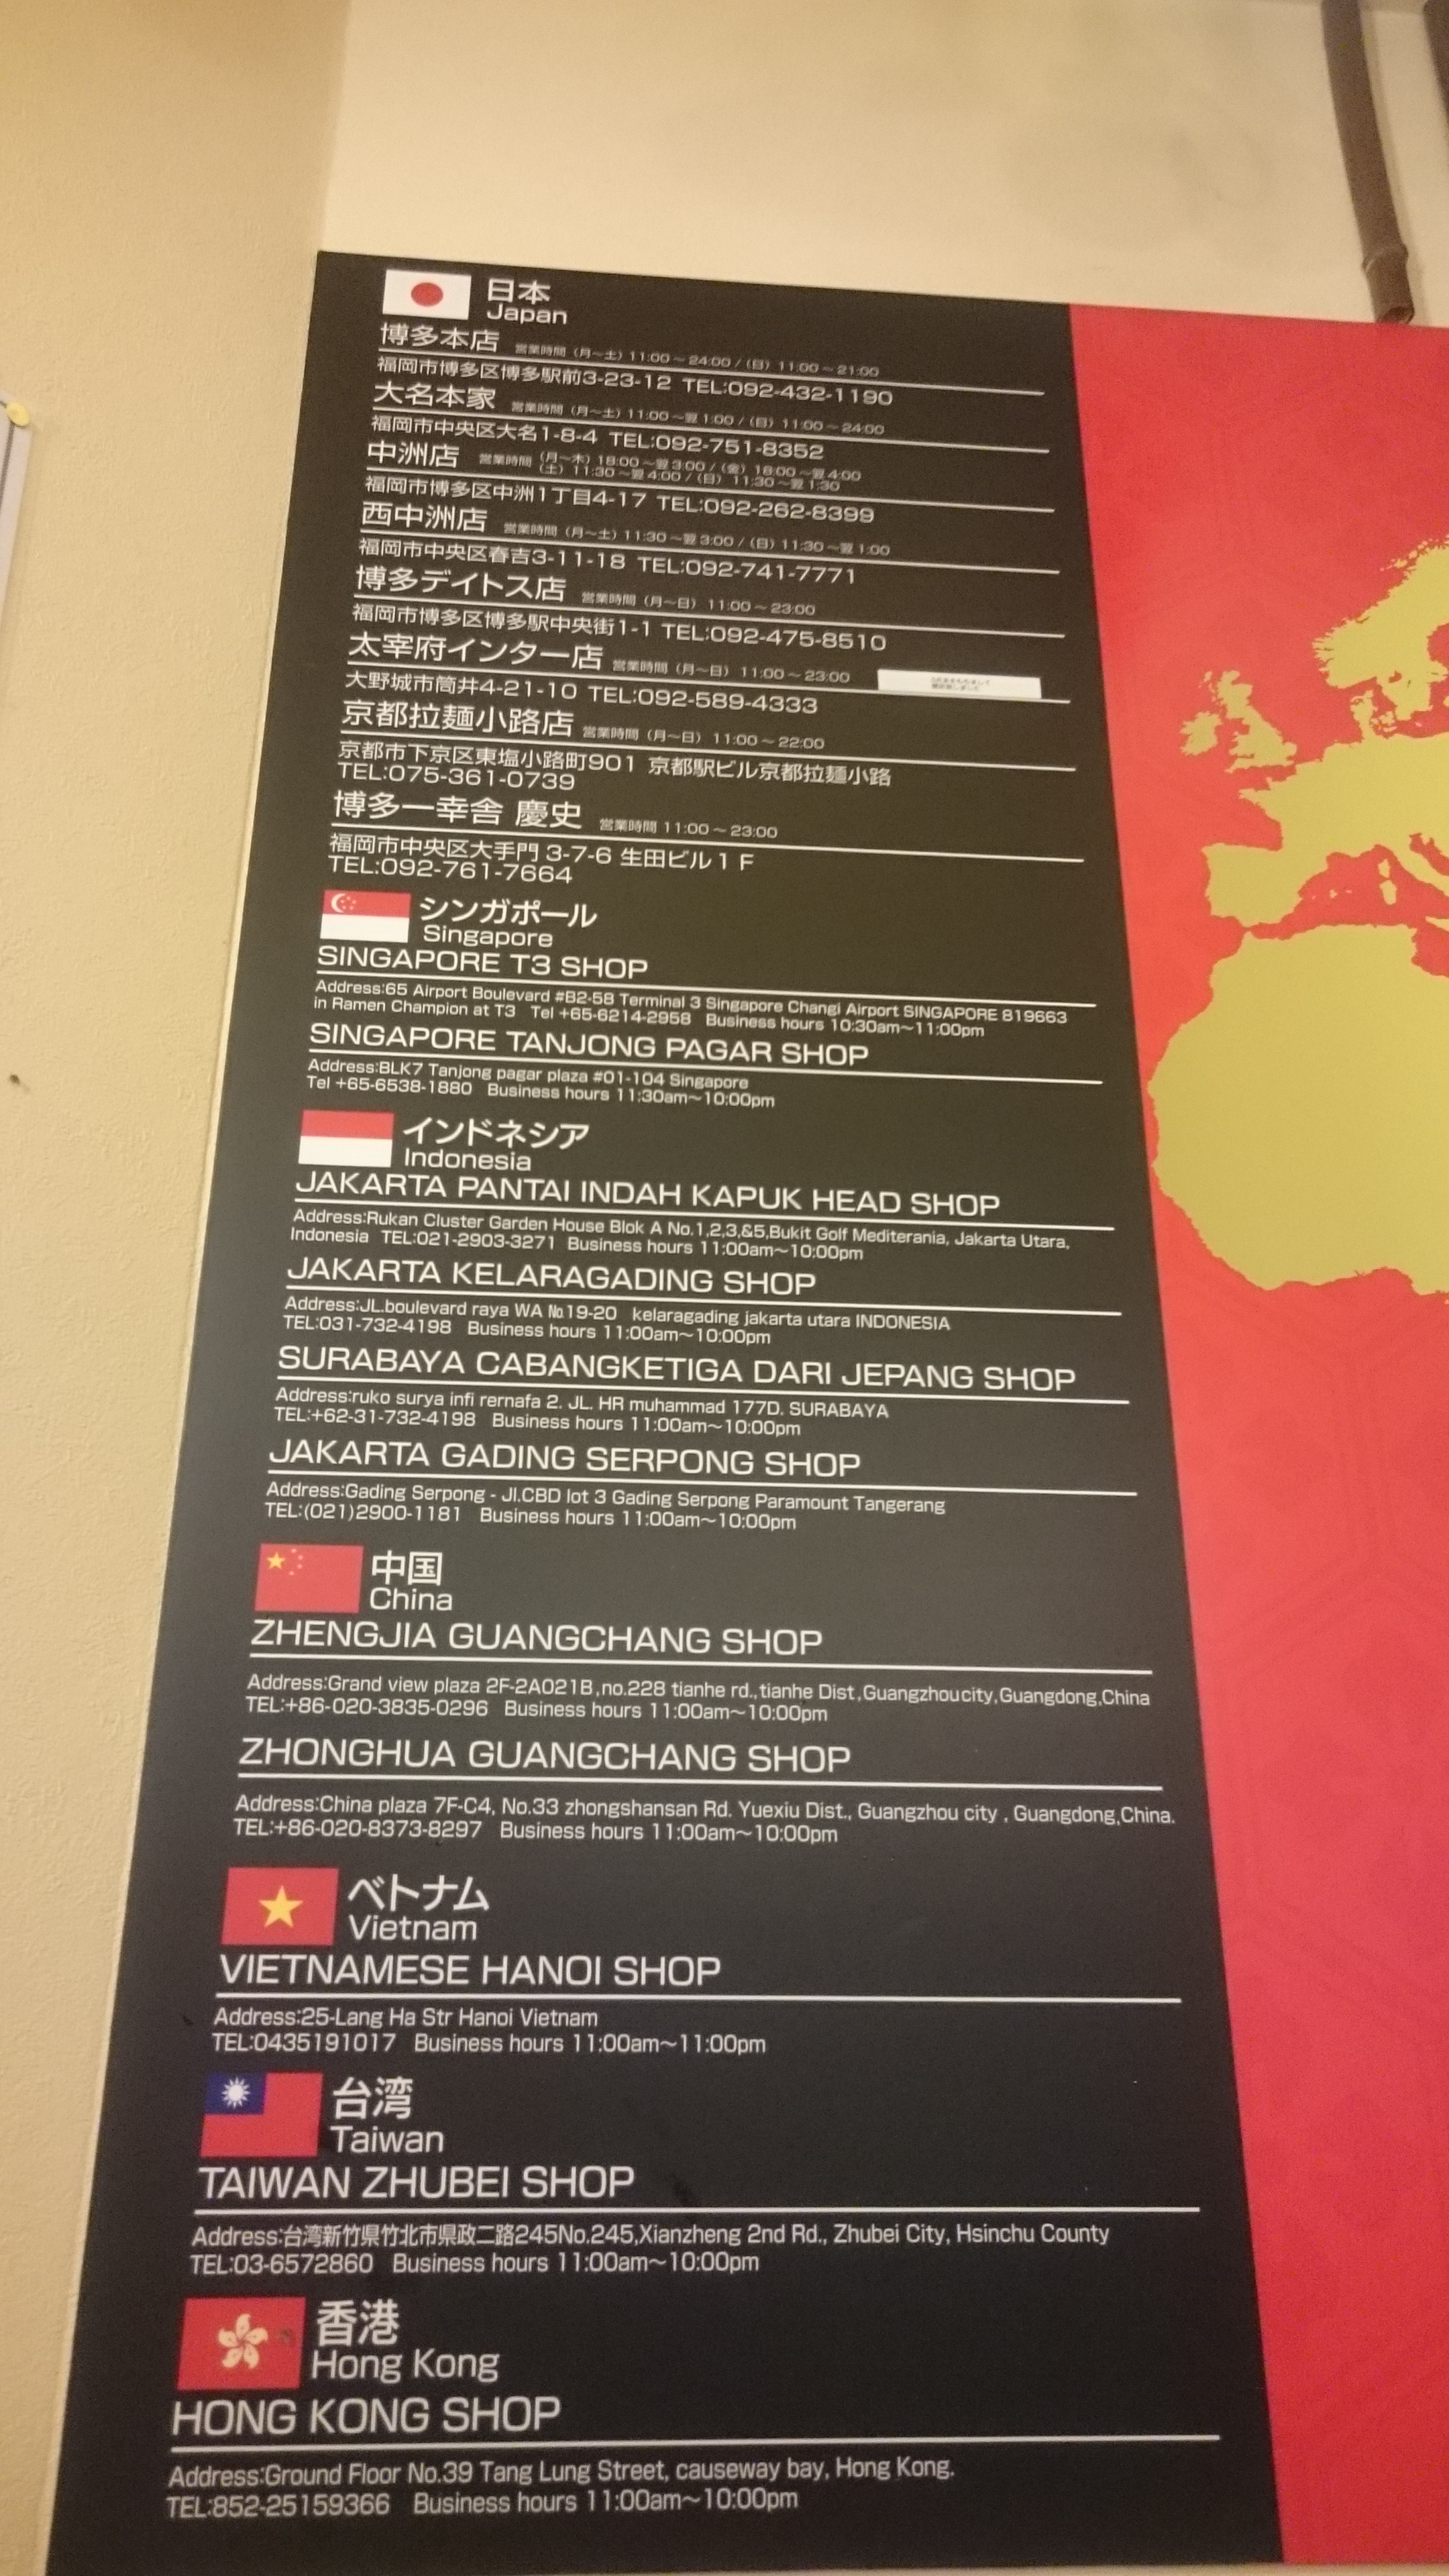 日本
Japan
博多本店 営業時間（月〜土）11:00〜24:00/（日）11:00〜21:00
福岡市博多区博多駅前3-23-12 TEL:092-432-1190
大名本家 営業時間（月〜土）11:00〜翌1:00/（日）11:00〜24:00
福岡市中央区大名1-8-4 TEL:092-751-8352
中洲店 営業時間（月〜木）18:00〜翌3:00/（金）18:00〜翌4:00
（土）11:30〜翌4:00/（日）11:30〜翌1:30
福岡市博多区中洲1丁目4-17 TEL:092-262-8399
西中洲店 営業時間（月〜土）11:30〜翌3:00/（日）11:30〜翌1:00
福岡市中央区春吉3-11-18 TEL:092-741-7771
博多デイトス店 営業時間（月〜日）11:00〜23:00
福岡市博多区博多駅中央街1-1 TEL:092-475-8510
太宰府インター店 営業時間（月〜日）11:00〜23:00
大野城市筒井4-21-10 TEL:092-589-4333
京都拉麺小路店 営業時間（月〜日）11:00〜22:00
京都市下京区東塩小路町901 京都駅ビル京都拉麺小路
TEL:075-361-0739
博多一幸舎 慶史 営業時間 11:00〜23:00
福岡市中央区大手門 3-7-6 生田ビル1F
TEL:092-761-7664
シンガポール
Singapore
SINGAPORE T3 SHOP
Address:65 Airport Boulevard #B2-58 Terminal 3 Singapore Changi Airport SINGAPORE 819663
in Ramen Champion at T3 Tel +65-6214-2958 Business hours 10:30am〜11:00pm
SINGAPORE TANJONG PAGAR SHOP
Address:BLK7 Tanjong pagar plaza #01-104 Singapore
Tel +65-6538-1880 Business hours 11:30am〜10:00pm
インドネシア
Indonesia
JAKARTA PANTAI INDAH KAPUK HEAD SHOP
Address:Rukan Cluster Garden House Blok A No.1,2,3,&5,Bukit Golf Mediterania, Jakarta Utara,
Indonesia TEL:021-2903-3271 Business hours 11:00am〜10:00pm
JAKARTA KELARAGADING SHOP
Address:JL.boulevard raya WA №19-20 kelaragading jakarta utara INDONESIA
TEL:031-732-4198 Business hours 11:00am〜10:00pm
SURABAYA CABANGKETIGA DARI JEPANG SHOP
Address:ruko surya infi rernafa 2. JL. HR muhammad 177D. SURABAYA
TEL:+62-31-732-4198 Business hours 11:00am〜10:00pm
JAKARTA GADING SERPONG SHOP
Address:Gading Serpong - Jl.CBD lot 3 Gading Serpong Paramount Tangerang
TEL:(021)2900-1181 Business hours 11:00am〜10:00pm
中国
China
ZHENGJIA GUANGCHANG SHOP
Address:Grand view plaza 2F-2A021B,no.228 tianhe rd.,tianhe Dist,Guangzhoucity,Guangdong,China
TEL:+86-020-3835-0296 Business hours 11:00am〜10:00pm
ZHONGHUA GUANGCHANG SHOP
Address:China plaza 7F-C4, No.33 zhongshansan Rd. Yuexiu Dist., Guangzhou city , Guangdong,China.
TEL:+86-020-8373-8297 Business hours 11:00am〜10:00pm
ベトナム
Vietnam
VIETNAMESE HANOI SHOP
Address:25-Lang Ha Str Hanoi Vietnam
TEL:0435191017 Business hours 11:00am〜11:00pm
台湾
Taiwan
TAIWAN ZHUBEI SHOP
Address:台湾新竹県竹北市県政二路245No.245,Xianzheng 2nd Rd., Zhubei City, Hsinchu County
TEL:03-6572860 Business hours 11:00am〜10:00pm
香港
Hong Kong
HONG KONG SHOP
Address:Ground Floor No.39 Tang Lung Street, causeway bay, Hong Kong.
TEL:852-25159366 Business hours 11:00am〜10:00pm